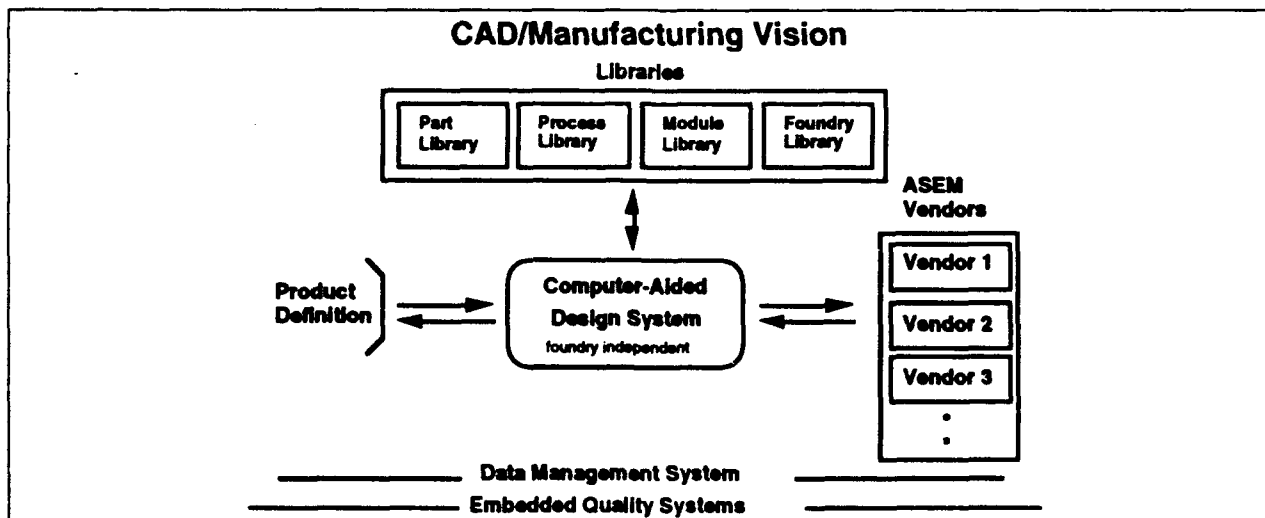 CAD/Manufacturing Vision
Libraries
Part
Library
Process
Library
Module
Library
Foundry
Library
ASEM
Vendors
Vendor 1
Vendor 2
Vendor 3
Product
Definition
Computer-Aided
Design System
foundry independent
Data Management System
Embedded Quality Systems